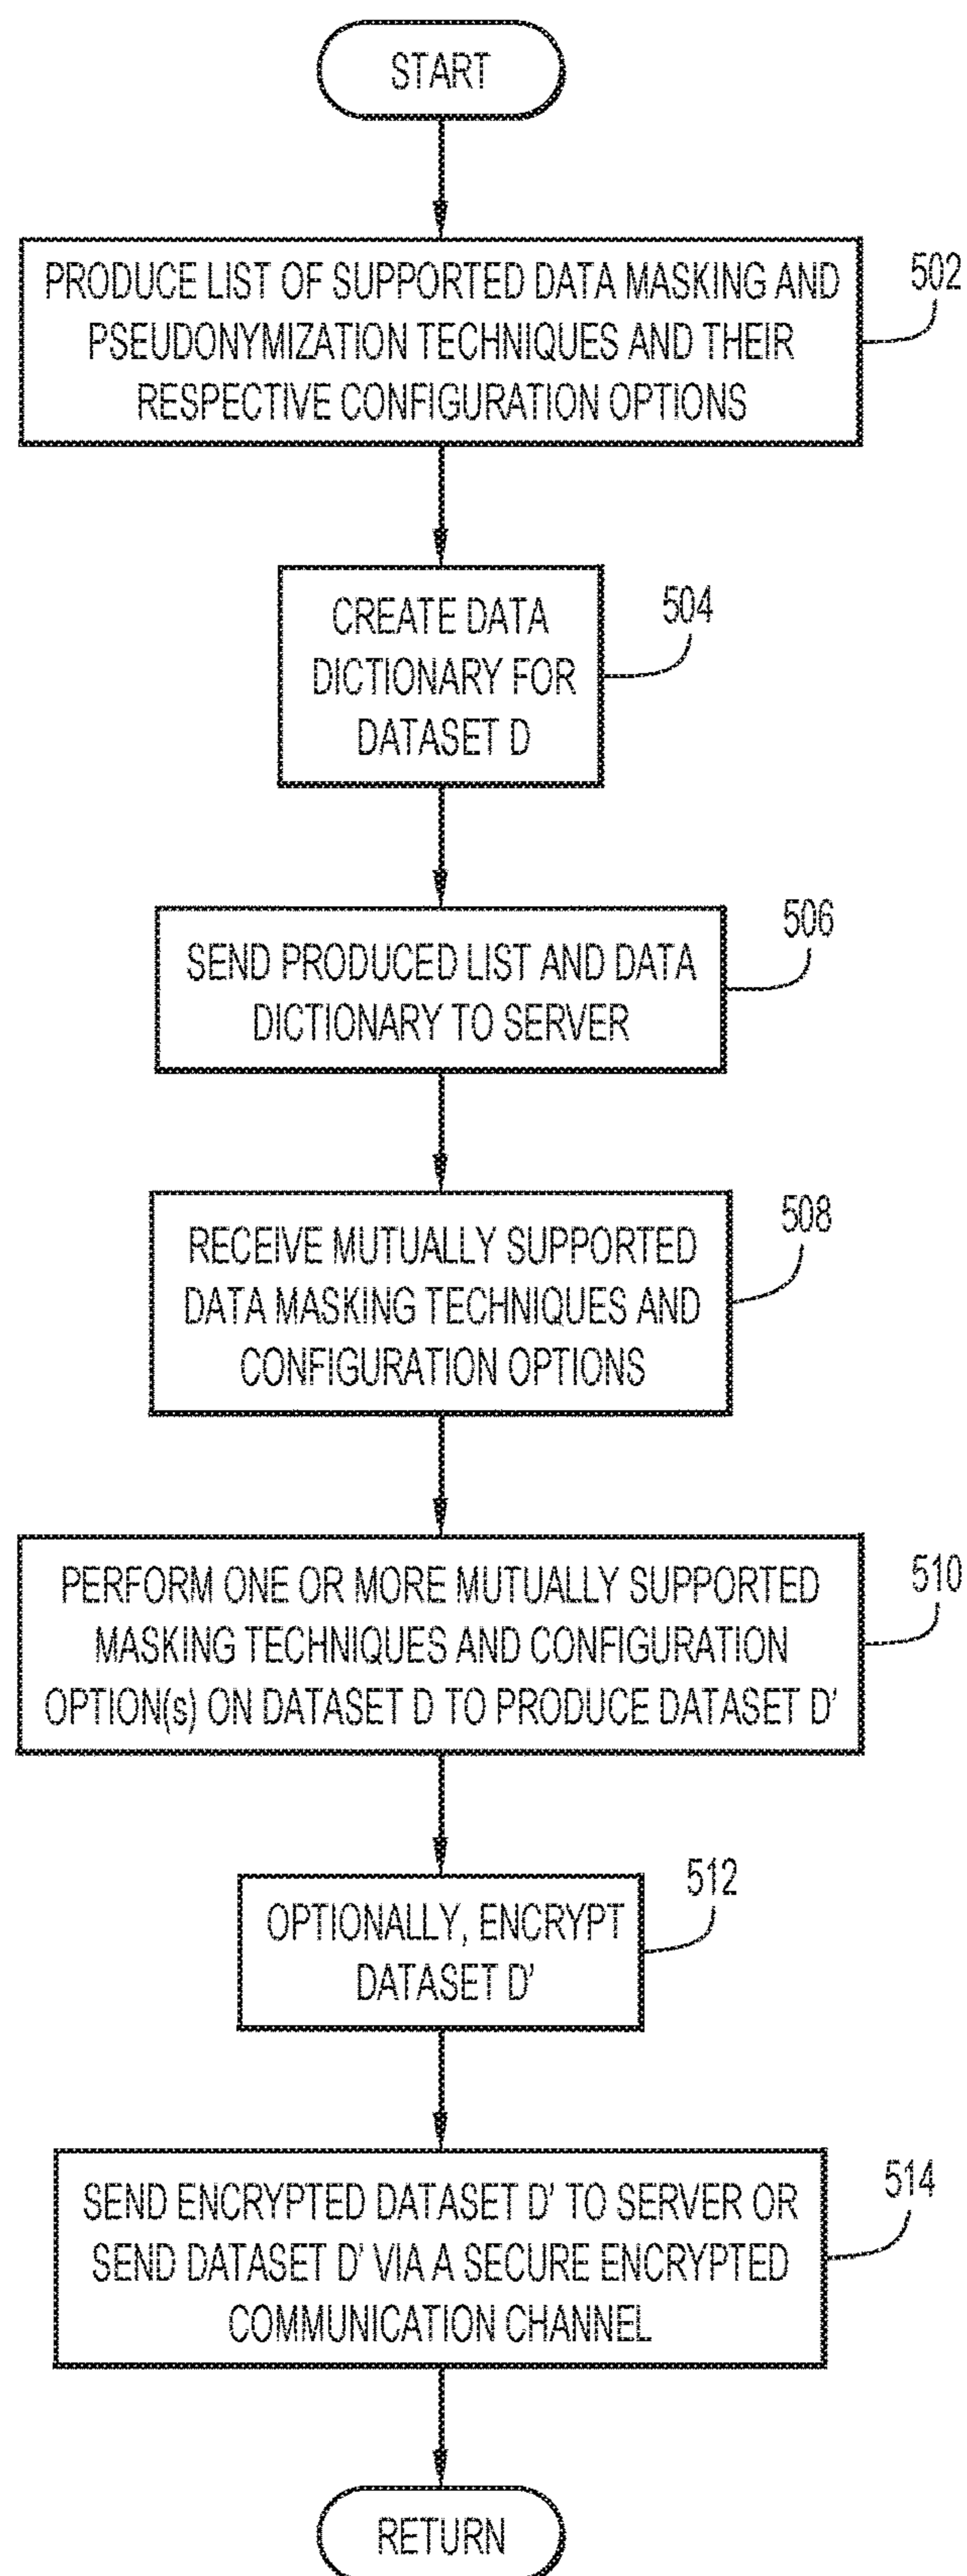 START
PRODUCE LIST OF SUPPORTED DATA MASKING AND
PSEUDONYMIZATION TECHNIQUES AND THEIR
RESPECTIVE CONFIGURATION OPTIONS
502
CREATE DATA
DICTIONARY FOR
DATASET D
504
SEND PRODUCED LIST AND DATA
DICTIONARY TO SERVER
506
RECEIVE MUTUALLY SUPPORTED
DATA MASKING TECHNIQUES AND
CONFIGURATION OPTIONS
508
PERFORM ONE OR MORE MUTUALLY SUPPORTED
MASKING TECHNIQUES AND CONFIGURATION
OPTION(s) ON DATASET D TO PRODUCE DATASET D'
510
OPTIONALLY, ENCRYPT
DATASET D'
512
SEND ENCRYPTED DATASET D' TO SERVER OR
SEND DATASET D' VIA A SECURE ENCRYPTED
COMMUNICATION CHANNEL
514
RETURN